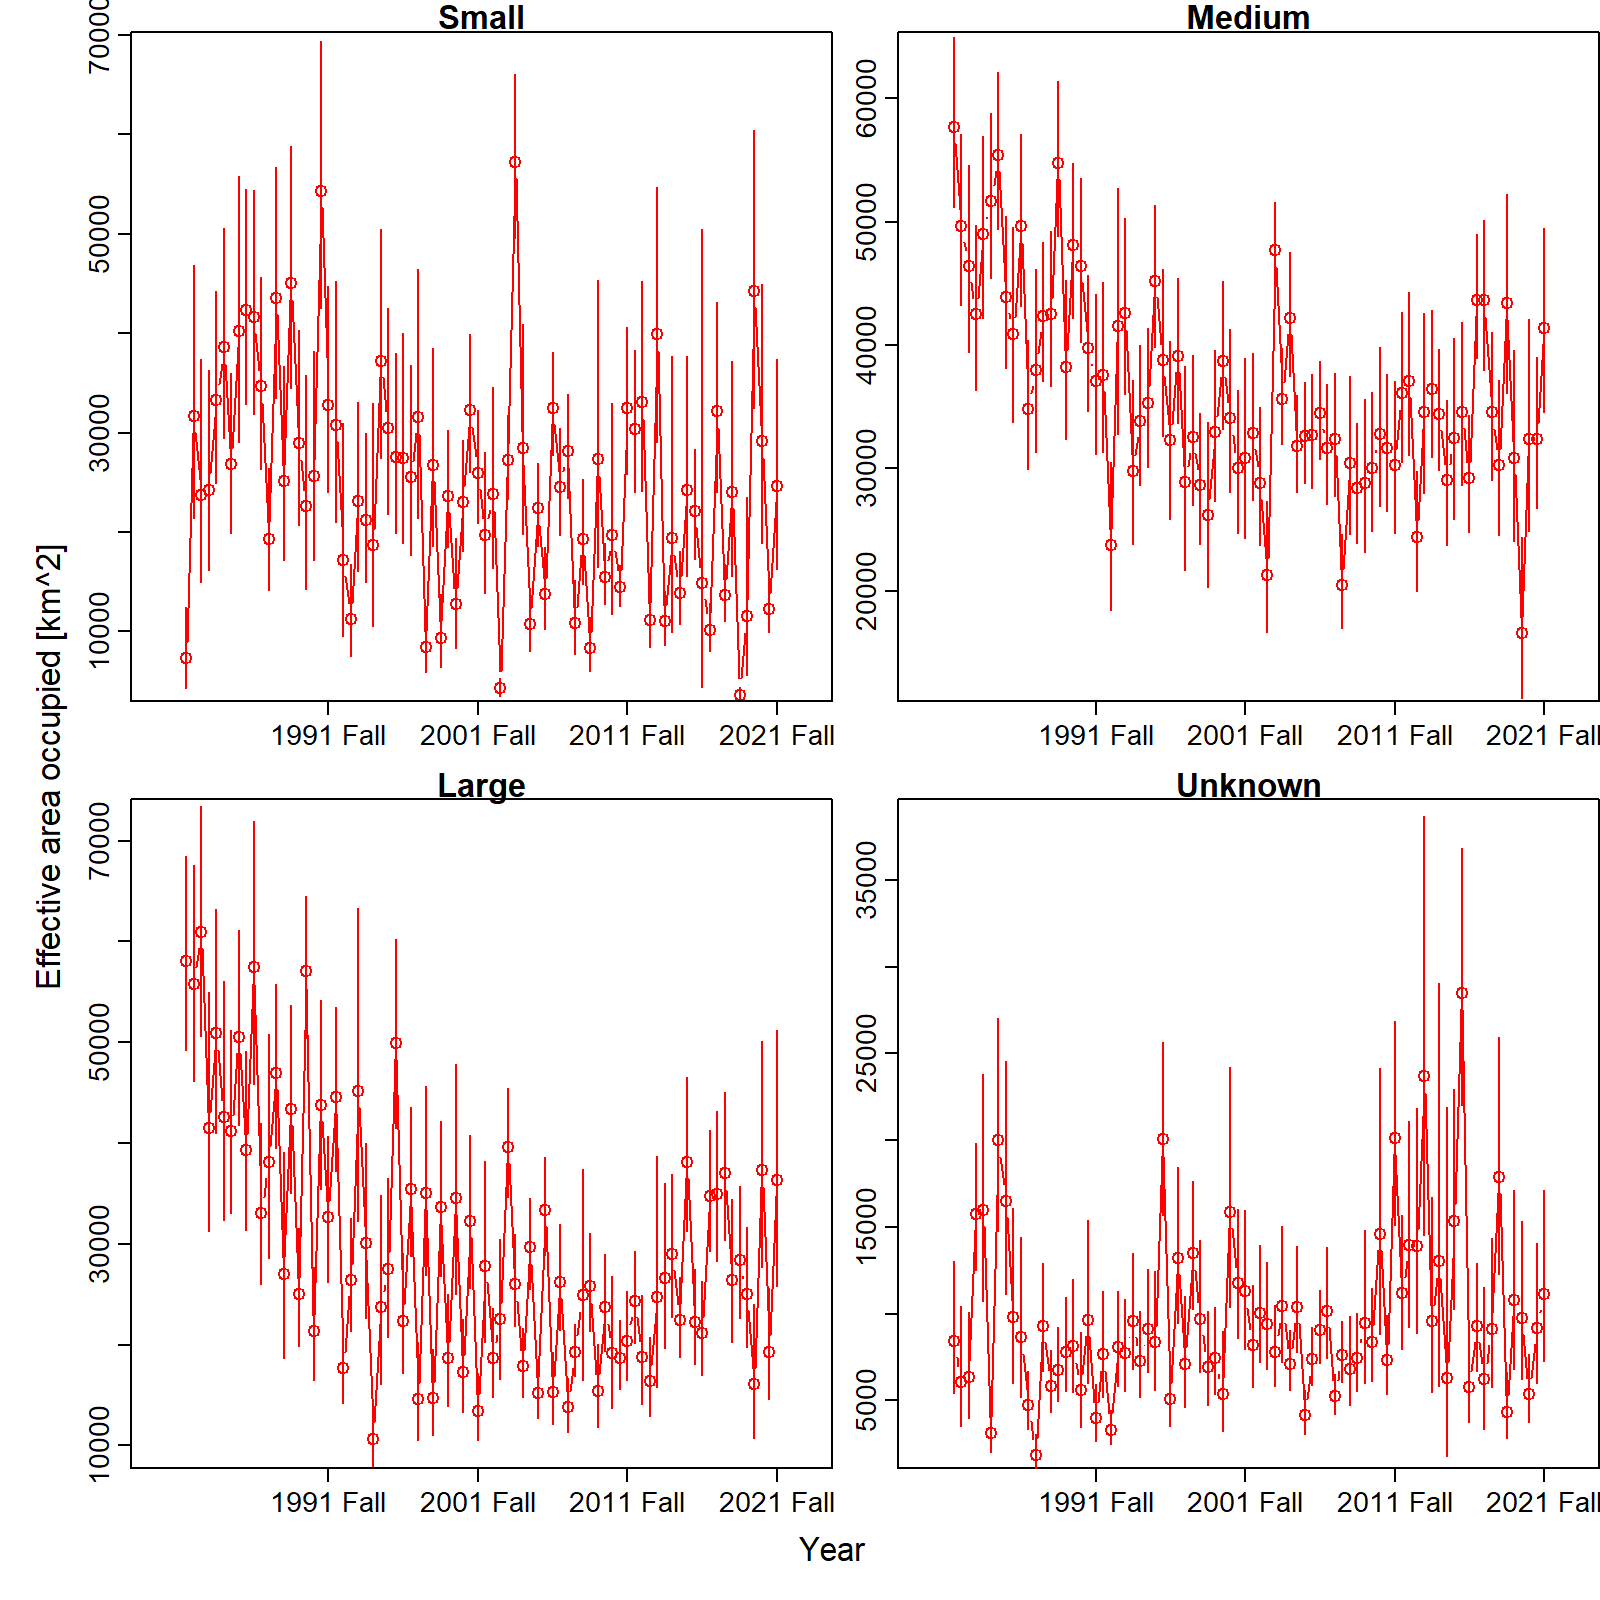 Small
Medium
70000
50000
30000
10000
60000
50000
40000
30000
20000
1991 Fall 2001 Fall 2011 Fall 2021 Fall
1991 Fall 2001 Fall 2011 Fall 2021 Fall
Effective area occupied [km^2]
Large
Unknown
70000
50000
30000
10000
35000
25000
15000
5000
1991 Fall 2001 Fall 2011 Fall 2021 Fall
1991 Fall 2001 Fall 2011 Fall 2021 Fall
Year